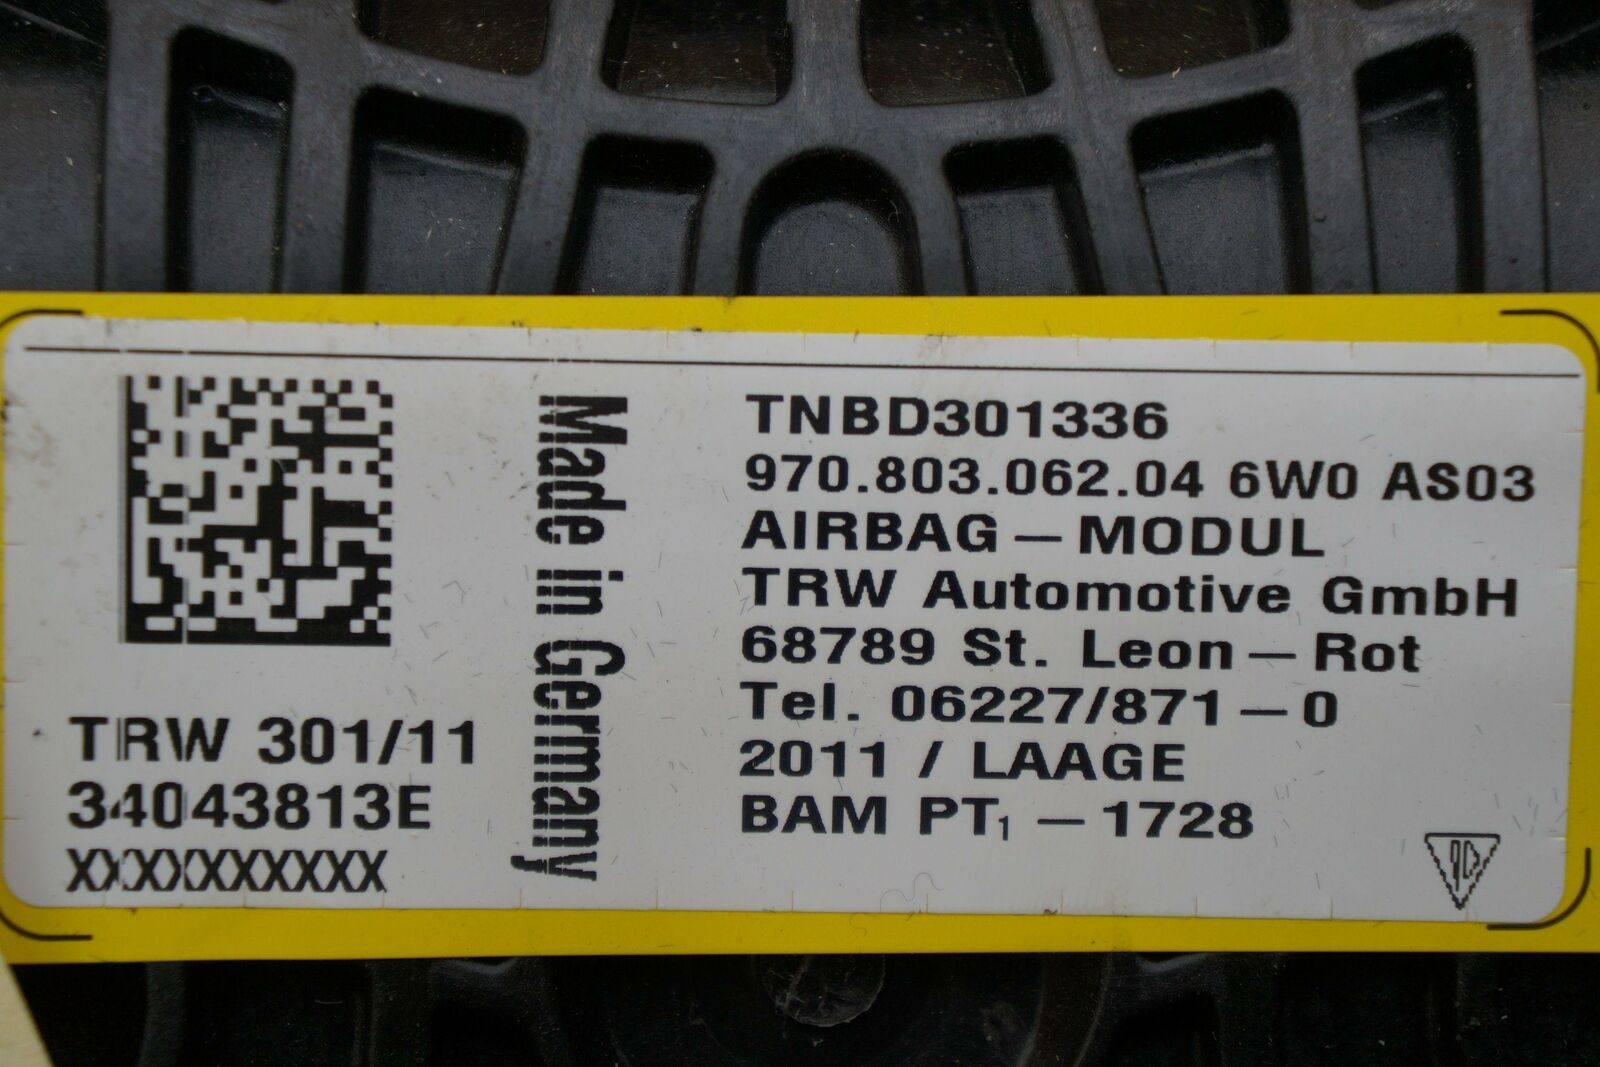 TNBD301336
970.803.062.04 6W0 AS03
AIRBAG – MODUL
TRW Automotive GmbH
68789 St. Leon – Rot
Tel. 06227/871 – 0
2011 / LAAGE
BAM PT₁ – 1728
Made in Germany
TRW 301/11
34043813E
XXXXXXXXXX